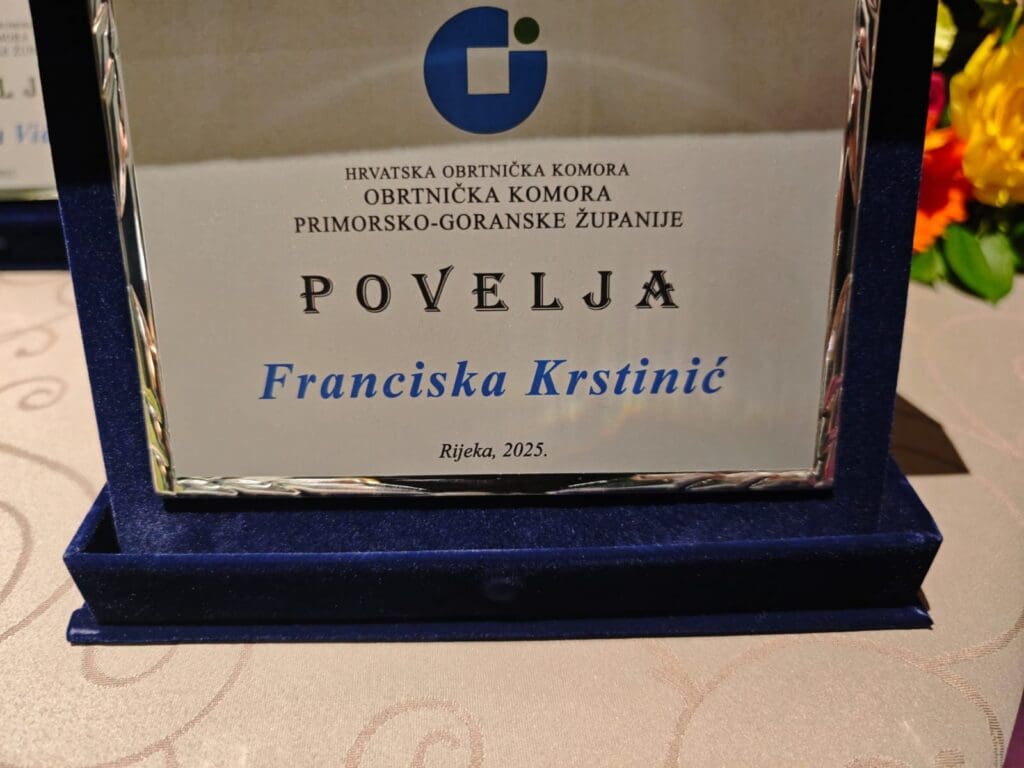 HRVATSKA OBRTNIČKA KOMORA
OBRTNIČKA KOMORA
PRIMORSKO-GORANSKE ŽUPANIJE
POVELJA
Franciska Krstinić
Rijeka, 2025.